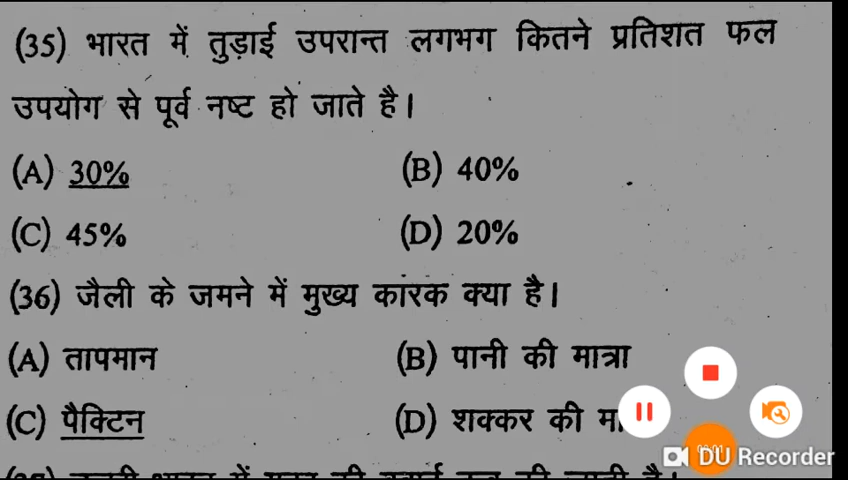 (35) भारत में तुड़ाई उपरान्त लगभग कितने प्रतिशत फल
उपयोग से पूर्व नष्ट हो जाते है।
(A) 30% (B) 40%
(C) 45% (D) 20%
(36) जैली के जमने में मुख्य कारक क्या है।
(A) तापमान (B) पानी की मात्रा
(C) पैक्टिन (D) शक्कर की
DU Recorder